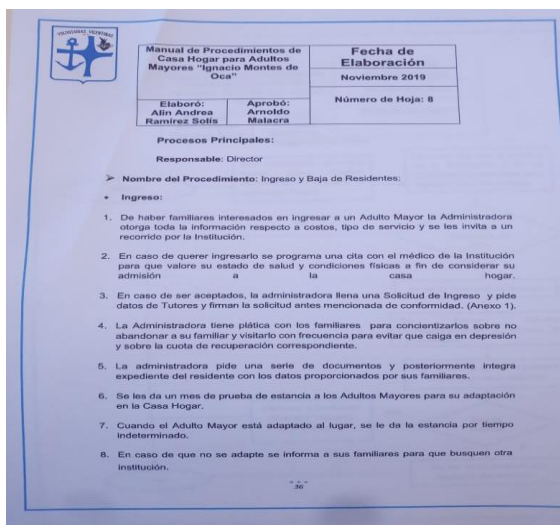 VOLUNTARIAS VICENTINAS
Manual de Procedimientos de
Casa Hogar para Adultos
Mayores "Ignacio Montes de
Oca"
Fecha de
Elaboración
Noviembre 2019
Elaboró:
Alin Andrea
Ramírez Solís
Aprobó:
Arnoldo
Malacra
Número de Hoja: 8
Procesos Principales:
Responsable: Director
➢ Nombre del Procedimiento: Ingreso y Baja de Residentes:
• Ingreso:
1. De haber familiares interesados en ingresar a un Adulto Mayor la Administradora
otorga toda la información respecto a costos, tipo de servicio y se les invita a un
recorrido por la Institución.
2. En caso de querer ingresarlo se programa una cita con el médico de la Institución
para que valore su estado de salud y condiciones físicas a fin de considerar su
admisión a la casa hogar.
3. En caso de ser aceptados, la administradora llena una Solicitud de Ingreso y pide
datos de Tutores y firman la solicitud antes mencionada de conformidad. (Anexo 1).
4. La Administradora tiene plática con los familiares para concientizarlos sobre no
abandonar a su familiar y visitarlo con frecuencia para evitar que caiga en depresión
y sobre la cuota de recuperación correspondiente.
5. La administradora pide una serie de documentos y posteriormente integra
expediente del residente con los datos proporcionados por sus familiares.
6. Se les da un mes de prueba de estancia a los Adultos Mayores para su adaptación
en la Casa Hogar.
7. Cuando el Adulto Mayor está adaptado al lugar, se le da la estancia por tiempo
indeterminado.
8. En caso de que no se adapte se informa a sus familiares para que busquen otra
institución.
36